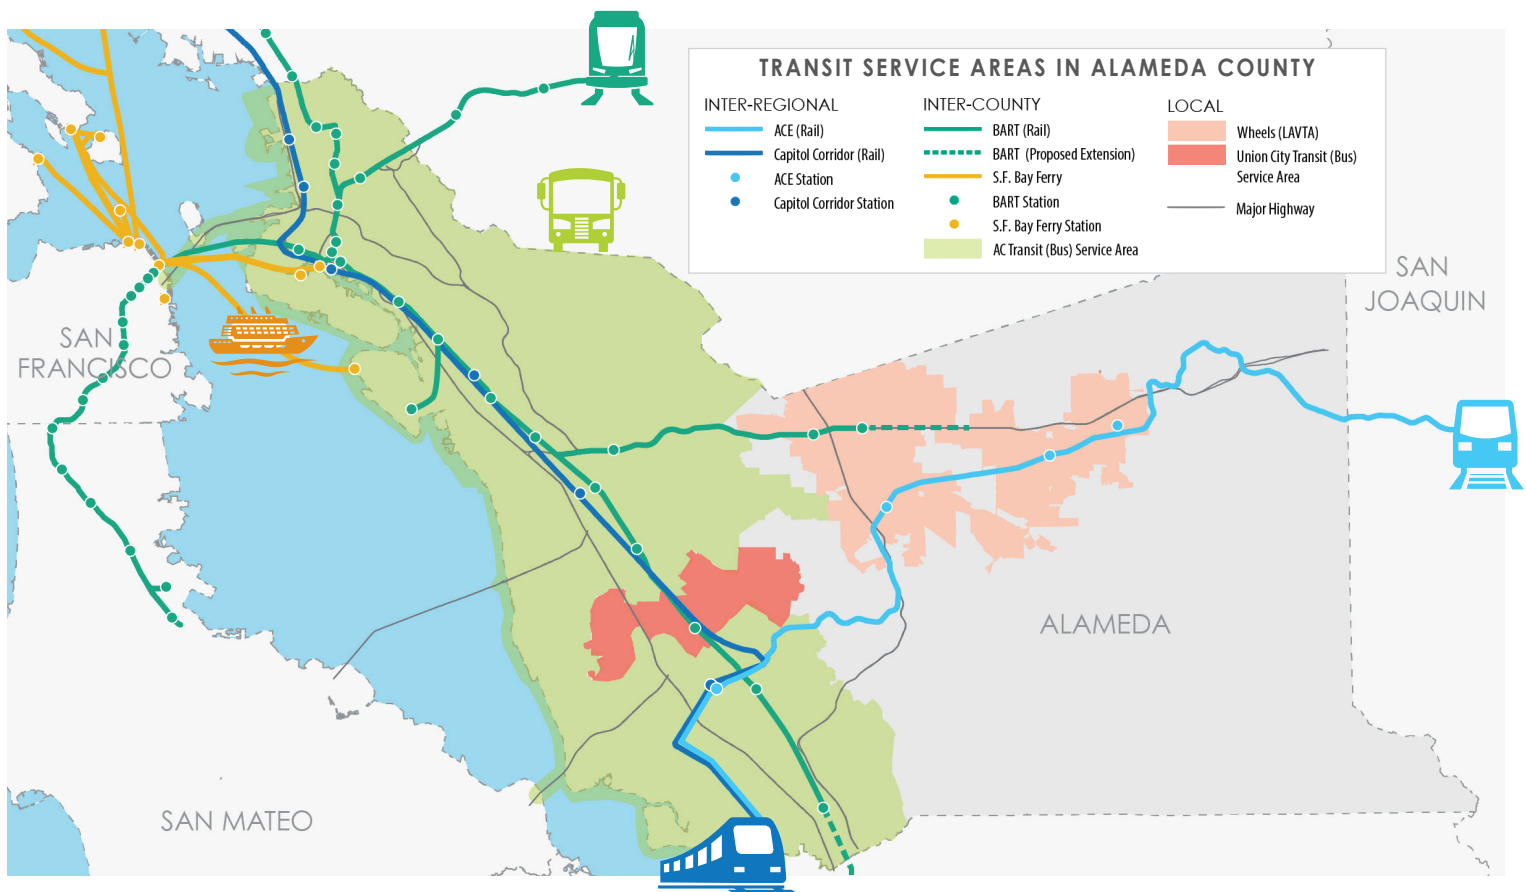 TRANSIT SERVICE AREAS IN ALAMEDA COUNTY
INTER-REGIONAL
ACE (Rail)
Capitol Corridor (Rail)
ACE Station
Capitol Corridor Station
INTER-COUNTY
BART (Rail)
BART (Proposed Extension)
S.F. Bay Ferry
BART Station
S.F. Bay Ferry Station
AC Transit (Bus) Service Area
LOCAL
Wheels (LAVTA)
Union City Transit (Bus)
Service Area
Major Highway
SAN
JOAQUIN
SAN
FRANCISCO
ALAMEDA
SAN MATEO